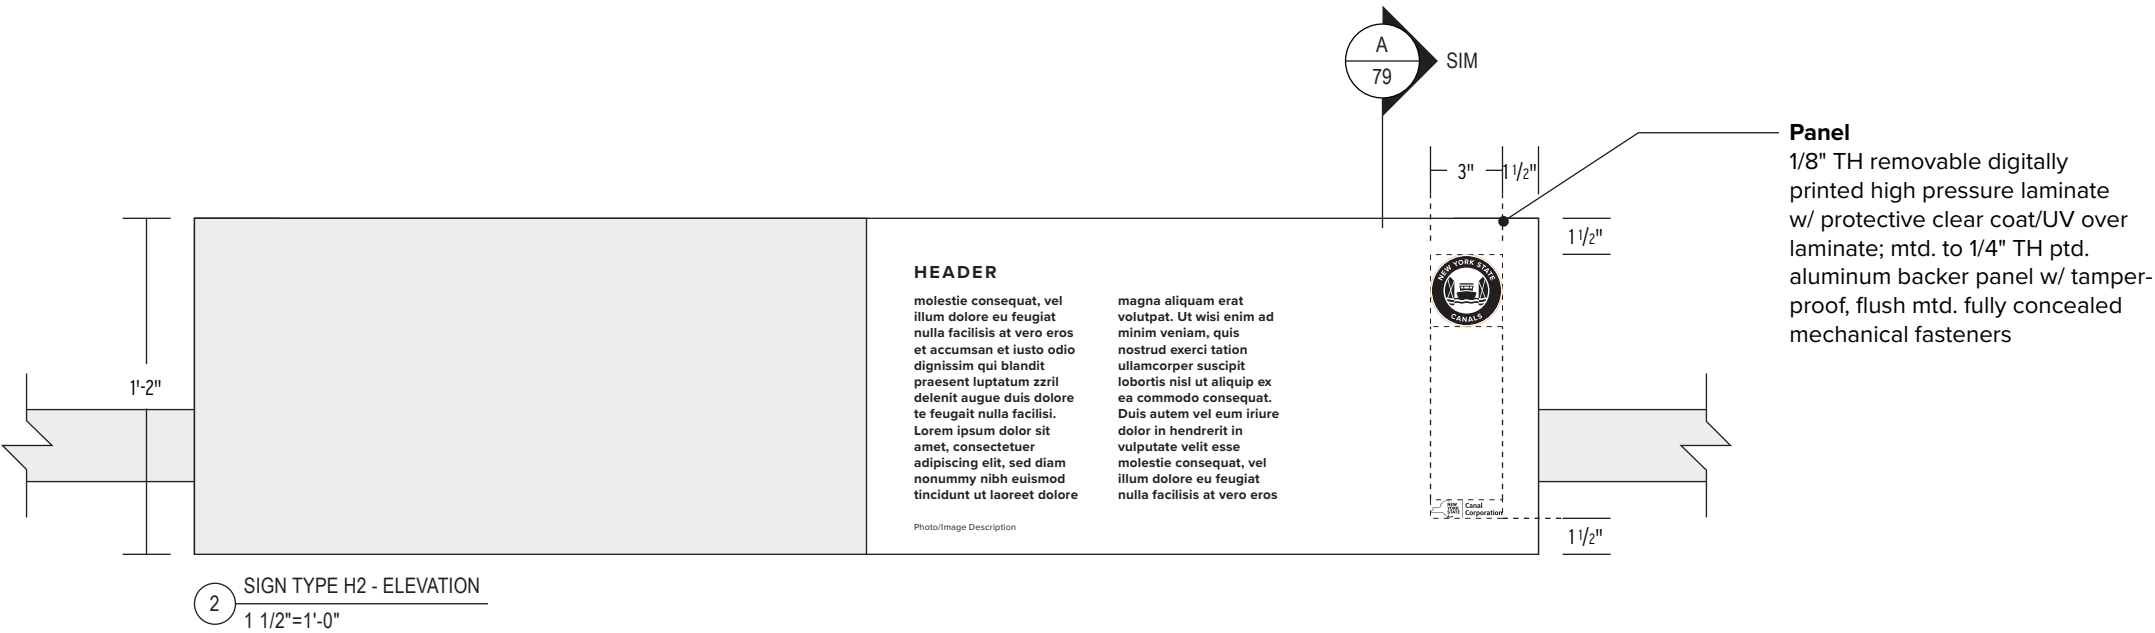 A
79
SIM
3"
1 1/2"
Panel
1/8" TH removable digitally
printed high pressure laminate
w/ protective clear coat/UV over
laminate; mtd. to 1/4" TH ptd.
aluminum backer panel w/ tamper-
proof, flush mtd. fully concealed
mechanical fasteners
1 1/2"
1'-2"
HEADER
molestie consequat, vel
illum dolore eu feugiat
nulla facilisis at vero eros
et accumsan et iusto odio
dignissim qui blandit
praesent luptatum zzril
delenit augue duis dolore
te feugait nulla facilisi.
Lorem ipsum dolor sit
amet, consectetuer
adipiscing elit, sed diam
nonummy nibh euismod
tincidunt ut laoreet dolore
magna aliquam erat
volutpat. Ut wisi enim ad
minim veniam, quis
nostrud exerci tation
ullamcorper suscipit
lobortis nisl ut aliquip ex
ea commodo consequat.
Duis autem vel eum iriure
dolor in hendrerit in
vulputate velit esse
molestie consequat, vel
illum dolore eu feugiat
nulla facilisis at vero eros
Photo/Image Description
NEW YORK STATE
CANALS
NEW
YORK
STATE
Canal
Corporation
1 1/2"
2
SIGN TYPE H2 - ELEVATION
1 1/2"=1'-0"